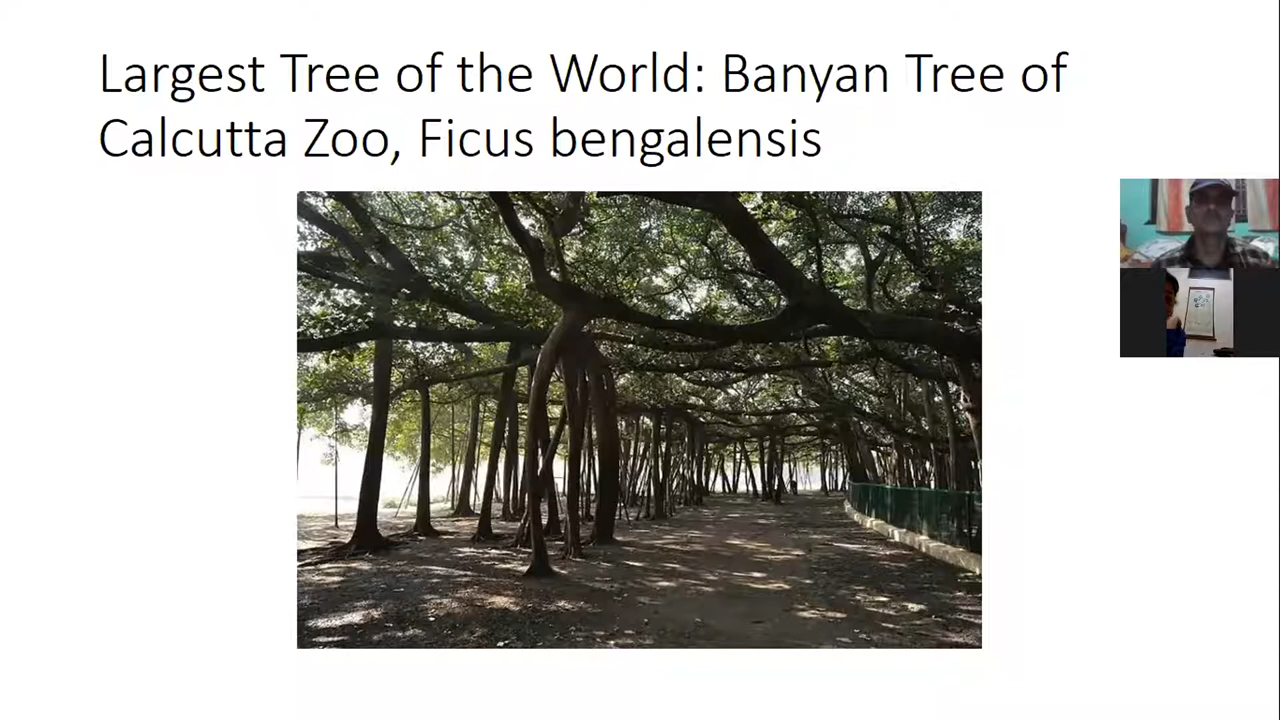 Largest Tree of the World: Banyan Tree of
Calcutta Zoo, Ficus bengalensis